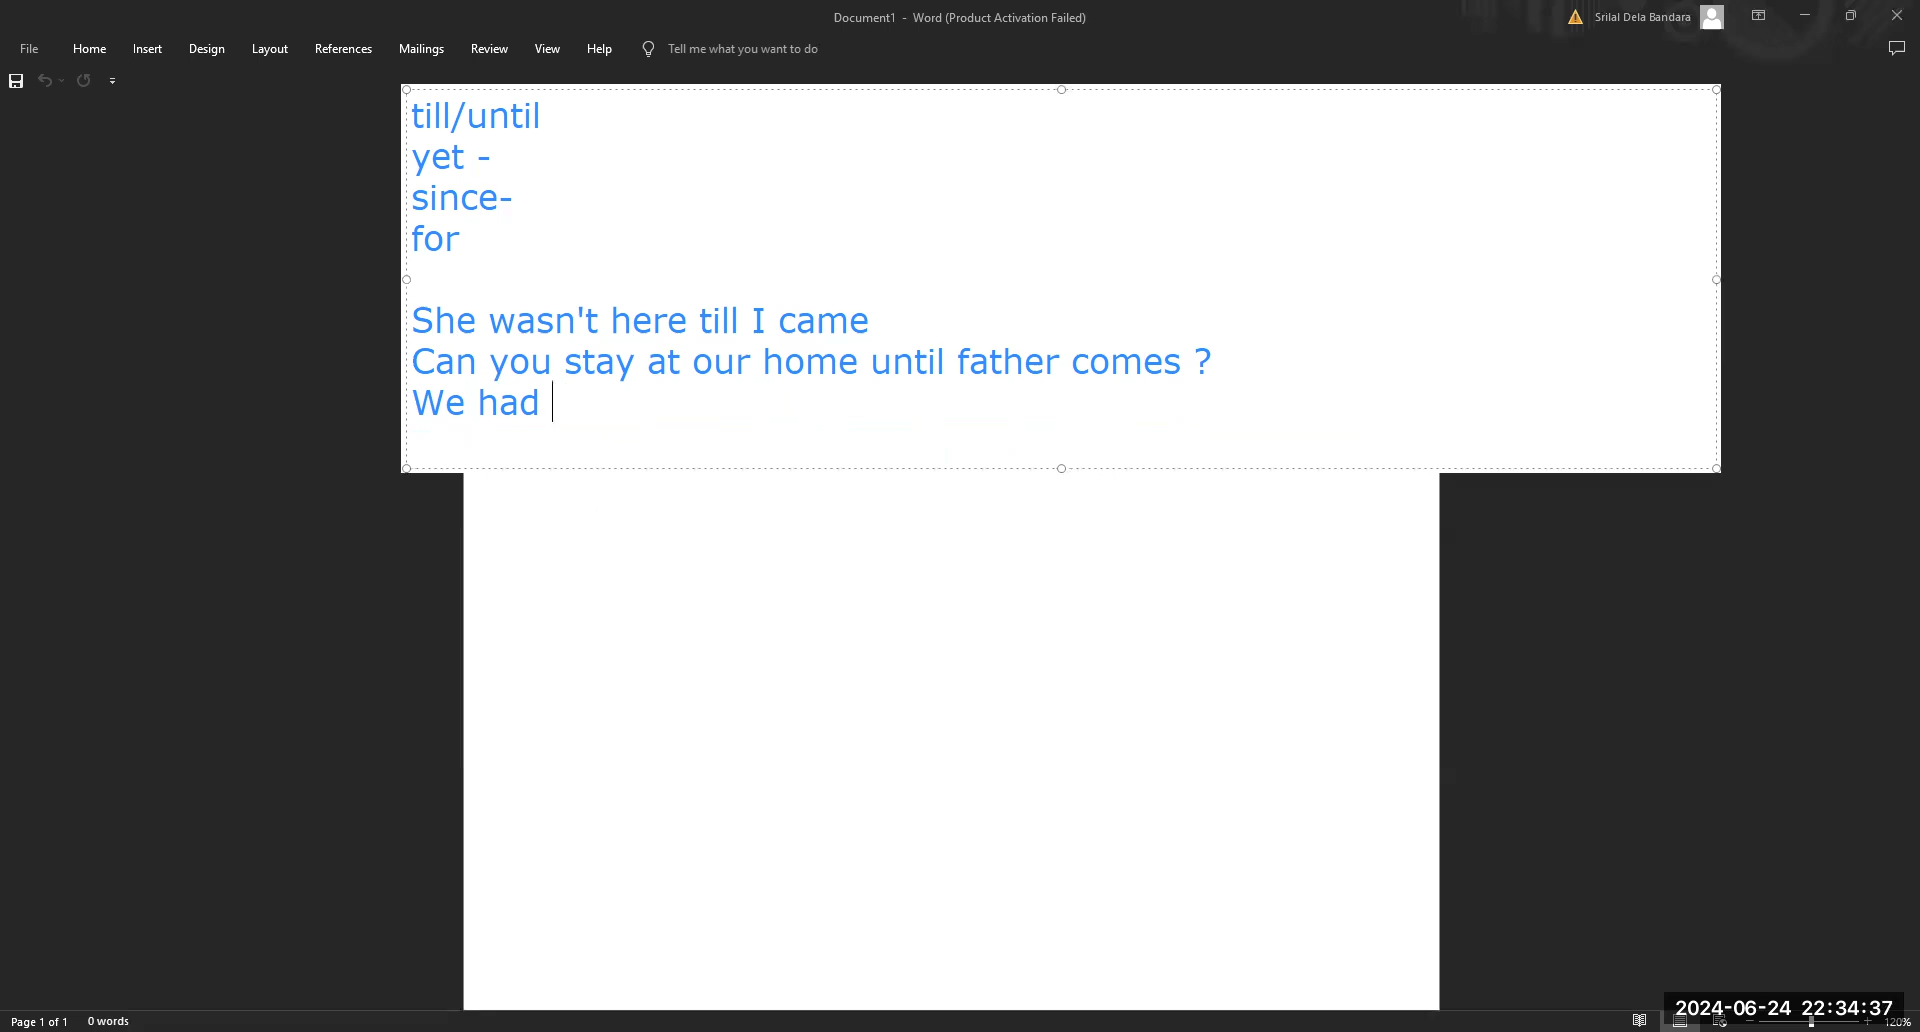 Document1 - Word (Product Activation Failed)
Srilal Dela Bandara
File Home Insert Design Layout References Mailings Review View Help Tell me what you want to do
till/until
yet -
since-
for
She wasn't here till I came
Can you stay at our home until father comes ?
We had
2024-06-24 22:34:37
Page 1 of 1 0 words
120%